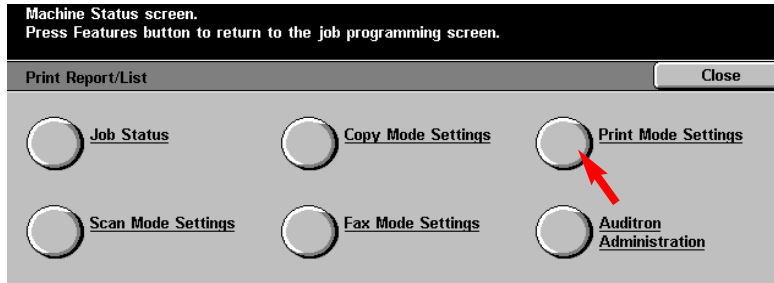 Machine Status screen.
Press Features button to return to the job programming screen.
Print Report/List
Close
Job Status
Copy Mode Settings
Print Mode Settings
Scan Mode Settings
Fax Mode Settings
Auditron
Administration